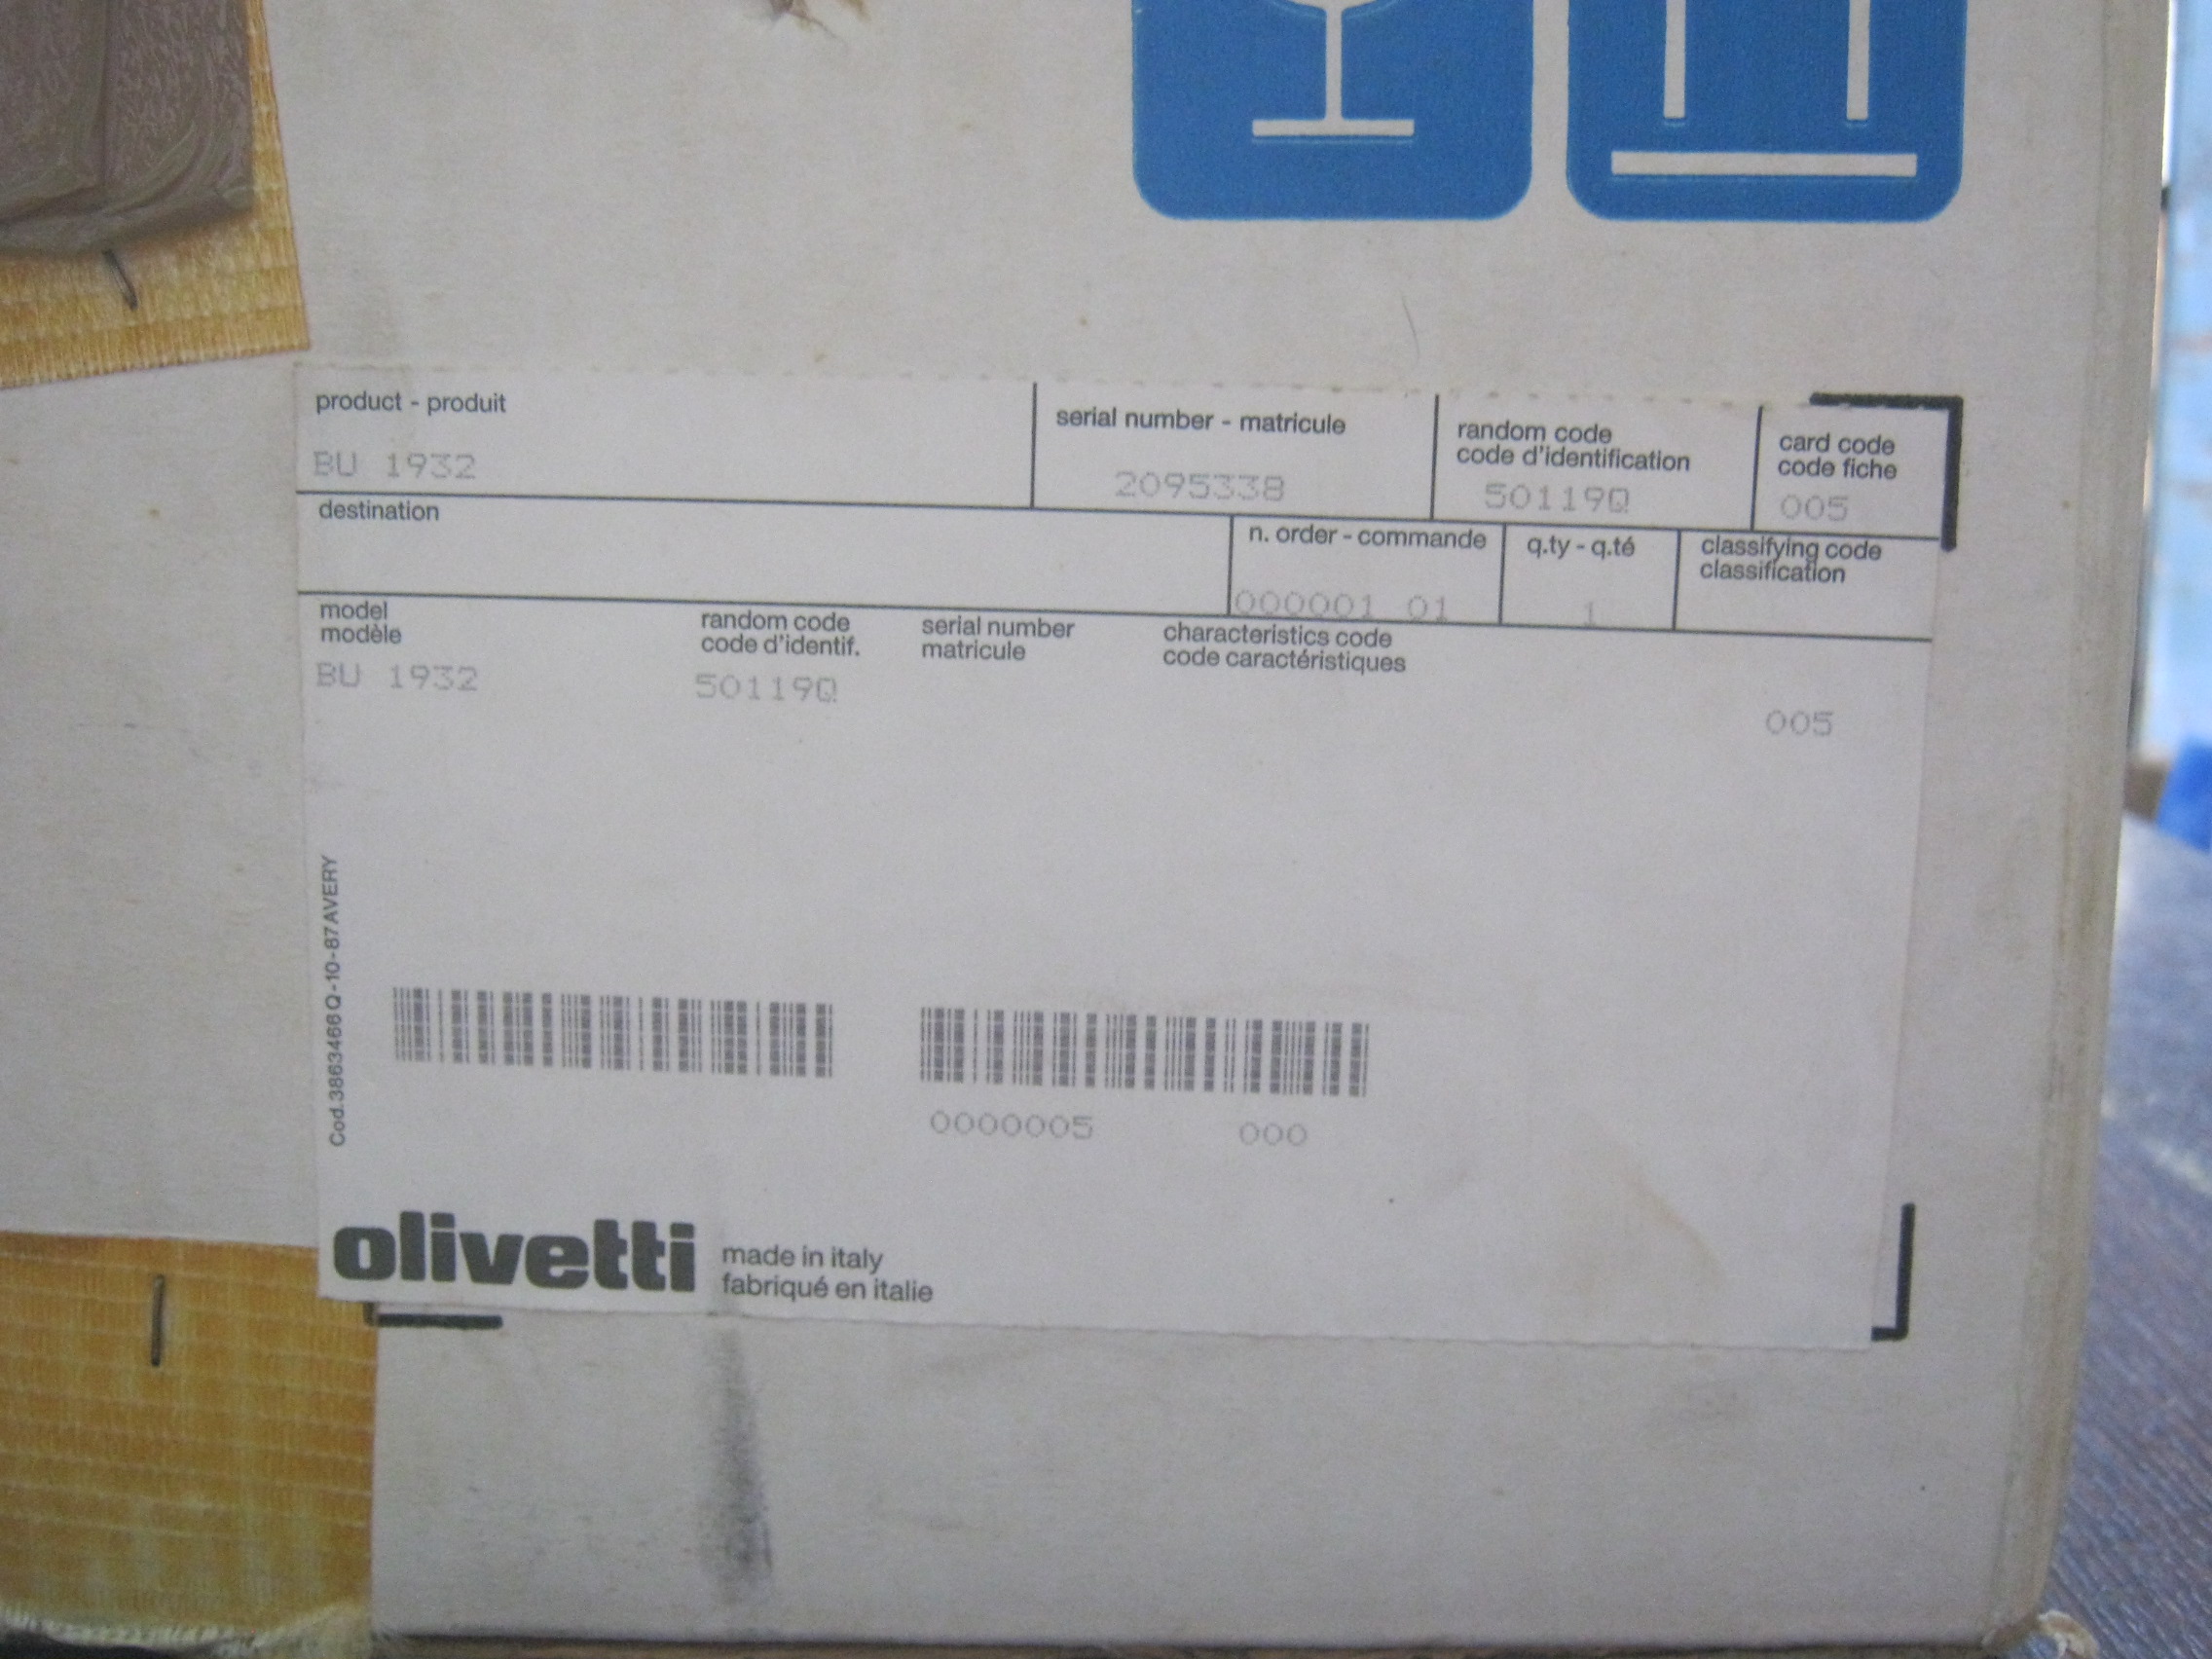 product - produit
serial number - matricule
random code
code d'identification
card code
code fiche
BU 1932
2095338
50119Q
005
destination
n. order - commande
q.ty - q.té
classifying code
classification
000001 01
1
model
modèle
random code
code d'identif.
serial number
matricule
characteristics code
code caractéristiques
BU 1932
50119Q
005
Cod.3863466 Q - 10 - 87 AVERY
0000005 000
olivetti
made in italy
fabriqué en italie